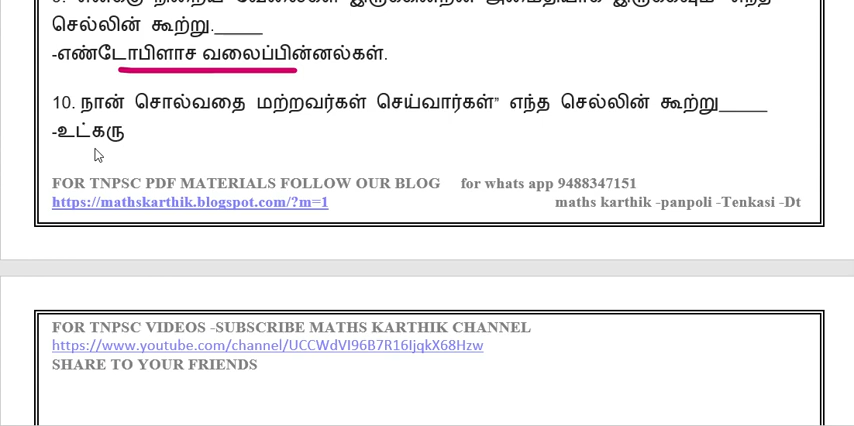 செல்லின் கூற்று._____
-எண்டோபிளாச வலைப்பின்னல்கள்.
10. நான் சொல்வதை மற்றவர்கள் செய்வார்கள்” எந்த செல்லின் கூற்று_____
-உட்கரு
FOR TNPSC PDF MATERIALS FOLLOW OUR BLOG for whats app 9488347151
https://mathskarthik.blogspot.com/?m=1 maths karthik -panpoli -Tenkasi -Dt
FOR TNPSC VIDEOS -SUBSCRIBE MATHS KARTHIK CHANNEL
https://www.youtube.com/channel/UCCWdVI96B7R16IjqkX68Hzw
SHARE TO YOUR FRIENDS